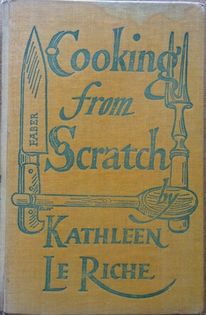 Cooking
from
Scratch
by
KATHLEEN
LE RICHE
FABER